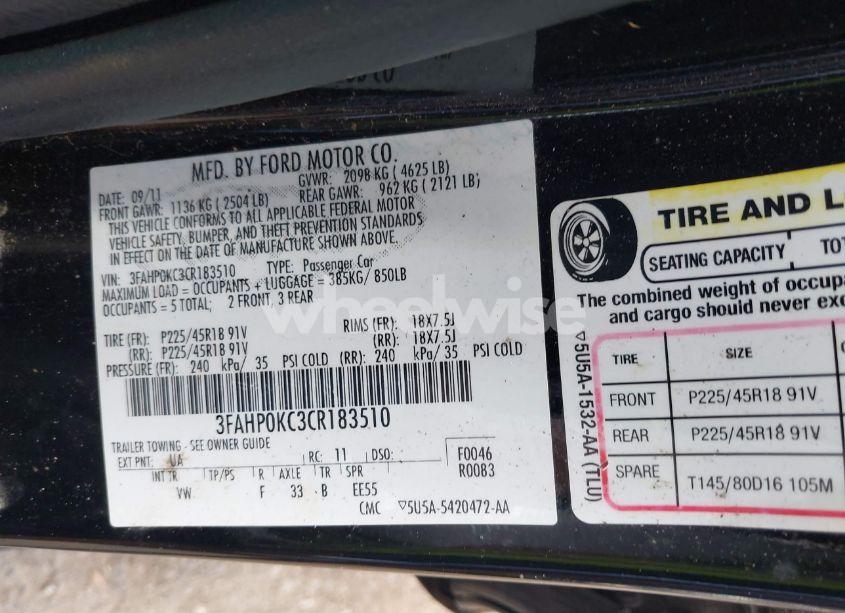 MFD. BY FORD MOTOR CO.
DATE: 09/11 GVWR: 2098 KG ( 4625 LB)
FRONT GAWR: 1136 KG ( 2504 LB) REAR GAWR: 962 KG ( 2121 LB)
THIS VEHICLE CONFORMS TO ALL APPLICABLE FEDERAL MOTOR
VEHICLE SAFETY, BUMPER, AND THEFT PREVENTION STANDARDS
IN EFFECT ON THE DATE OF MANUFACTURE SHOWN ABOVE.
VIN: 3FAHP0KC3CR183510 TYPE: Passenger Car
MAXIMUM LOAD = OCCUPANTS + LUGGAGE = 385KG/ 850LB
OCCUPANTS = 5 TOTAL; 2 FRONT, 3 REAR
TIRE (FR): P225/45R18 91V RIMS (FR): 18X7.5J
(RR): P225/45R18 91V (RR): 18X7.5J
PRESSURE (FR): 240 kPa/ 35 PSI COLD (RR): 240 kPa/ 35 PSI COLD
3FAHP0KC3CR183510
TRAILER TOWING - SEE OWNER GUIDE
EXT PNT: UA RC: 11 DSO: F0046
R0083
INT TR TP/PS R AXLE TR SPR
VW F 33 B EE55
CMC ▽5U5A-5420472-AA
TIRE AND L
SEATING CAPACITY TOT
The combined weight of occupa
and cargo should never exc
▽5U5A-1532-AA (TLU)
TIRE SIZE
FRONT P225/45R18 91V
REAR P225/45R18 91V
SPARE T145/80D16 105M
wheelwise